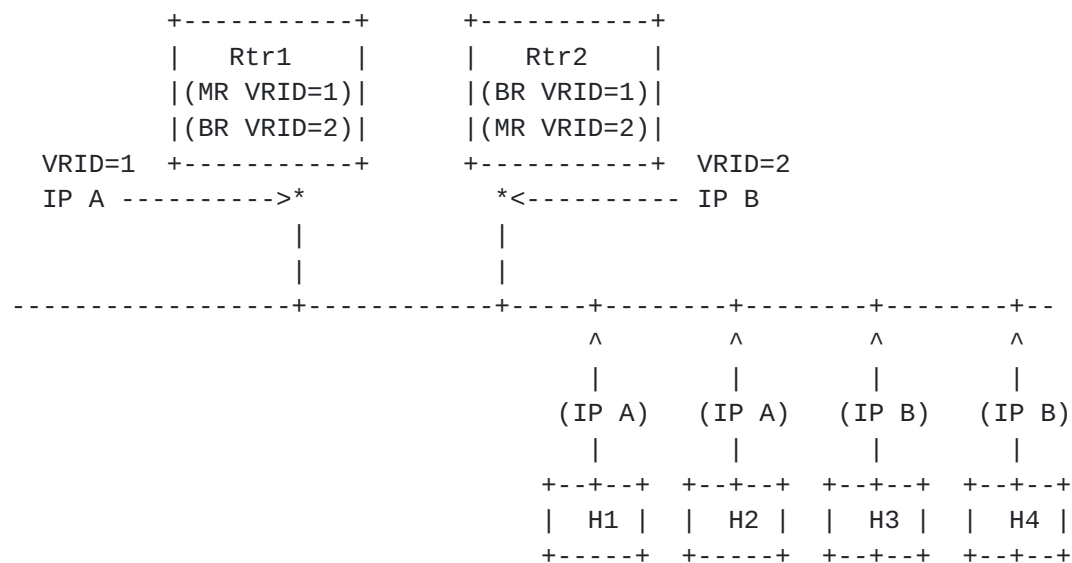 +-----------+      +-----------+
|   Rtr1    |      |   Rtr2    |
|(MR VRID=1)|      |(BR VRID=1)|
|(BR VRID=2)|      |(MR VRID=2)|
VRID=1  +-----------+      +-----------+  VRID=2
IP A ---------->*            *<---------- IP B
|            |
|            |
------------------+------------+-----+--------+--------+--------+--
^        ^        ^        ^
|        |        |        |
(IP A)   (IP A)   (IP B)   (IP B)
|        |        |        |
+--+--+  +--+--+  +--+--+  +--+--+
|  H1 |  |  H2 |  |  H3 |  |  H4 |
+-----+  +-----+  +--+--+  +--+--+